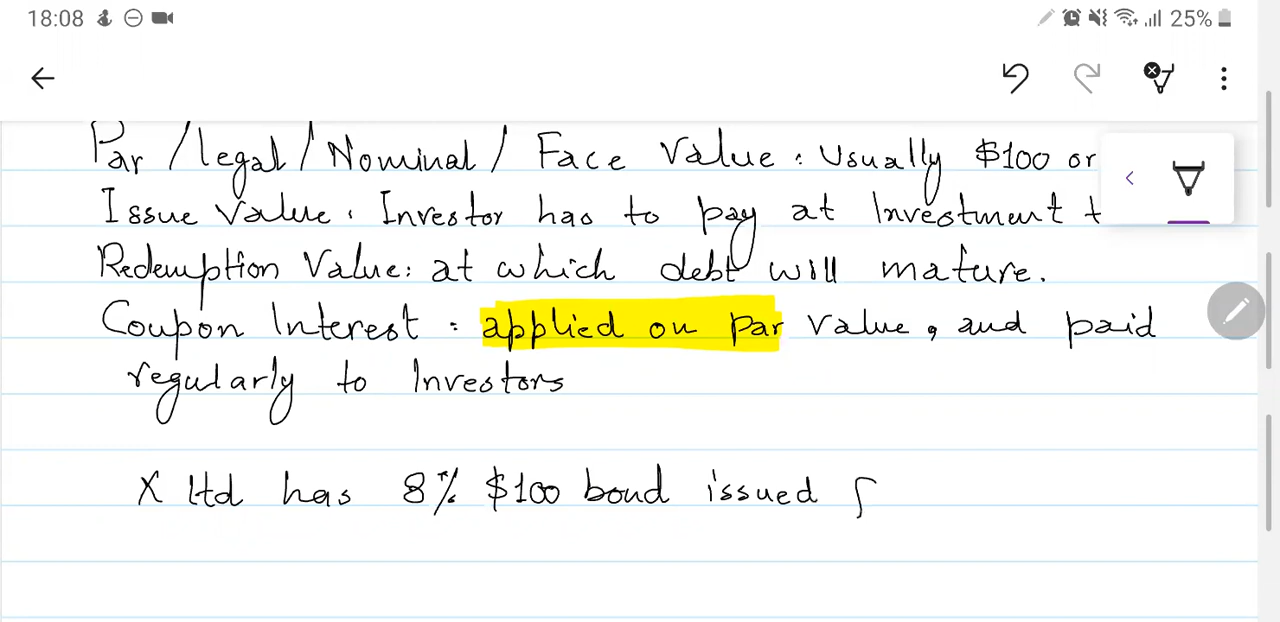 18:08 25%
Par /legal/Nominal/ Face Value: Usually $100 or
Issue Value: Investor has to pay at Investment t
Redemption Value: at which debt will mature.
Coupon Interest: applied on Par value, and paid
regularly to Investors
X ltd has 8% $100 bond issued